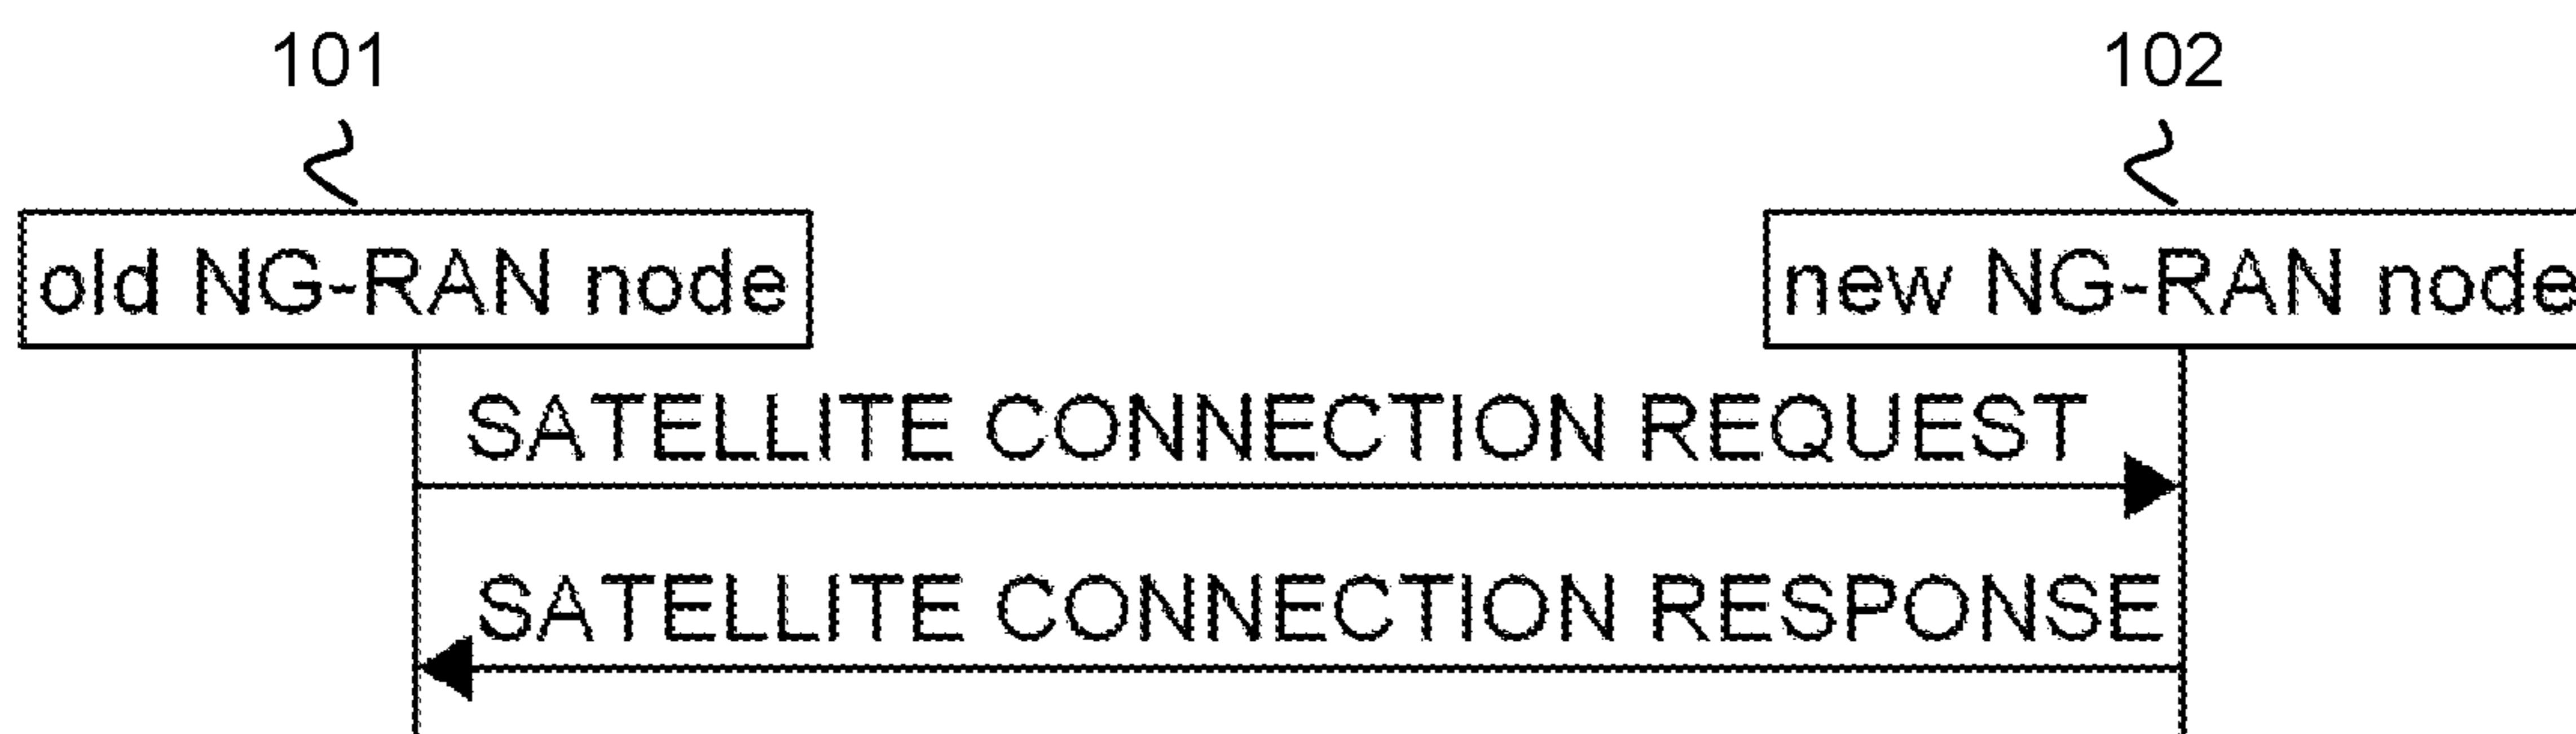 101
102
old NG-RAN node
new NG-RAN node
SATELLITE CONNECTION REQUEST
SATELLITE CONNECTION RESPONSE